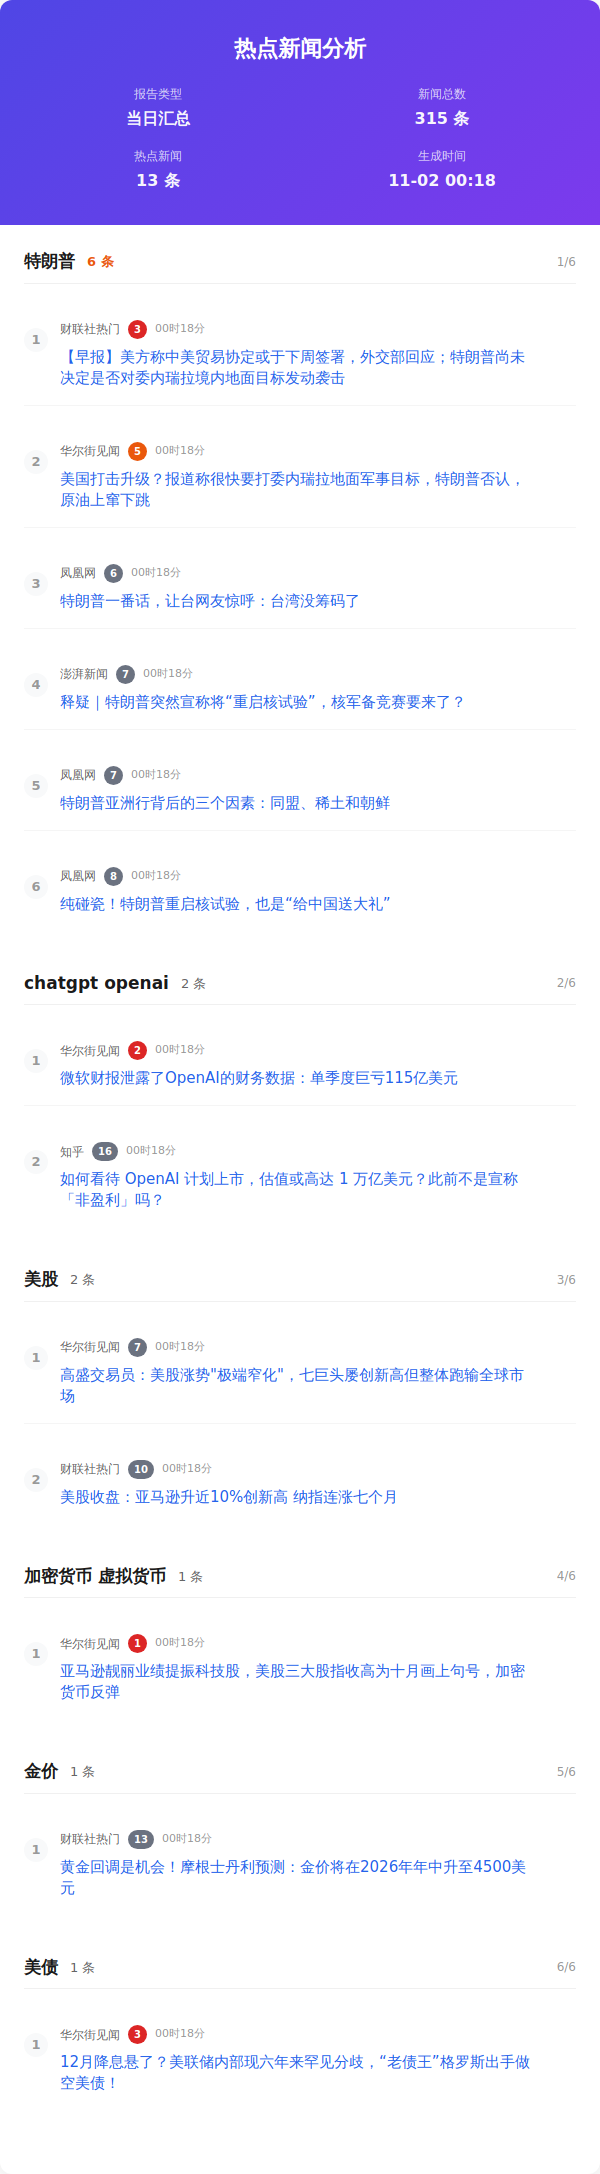 热点新闻分析
报告类型
当日汇总
新闻总数
315 条
热点新闻
13 条
生成时间
11-02 00:18
特朗普 6 条 1/6
1
财联社热门 3 00时18分
【早报】美方称中美贸易协定或于下周签署，外交部回应；特朗普尚未
决定是否对委内瑞拉境内地面目标发动袭击
2
华尔街见闻 5 00时18分
美国打击升级？报道称很快要打委内瑞拉地面军事目标，特朗普否认，
原油上窜下跳
3
凤凰网 6 00时18分
特朗普一番话，让台网友惊呼：台湾没筹码了
4
澎湃新闻 7 00时18分
释疑｜特朗普突然宣称将“重启核试验”，核军备竞赛要来了？
5
凤凰网 7 00时18分
特朗普亚洲行背后的三个因素：同盟、稀土和朝鲜
6
凤凰网 8 00时18分
纯碰瓷！特朗普重启核试验，也是“给中国送大礼”
chatgpt openai 2 条 2/6
1
华尔街见闻 2 00时18分
微软财报泄露了OpenAI的财务数据：单季度巨亏115亿美元
2
知乎 16 00时18分
如何看待 OpenAI 计划上市，估值或高达 1 万亿美元？此前不是宣称
「非盈利」吗？
美股 2 条 3/6
1
华尔街见闻 7 00时18分
高盛交易员：美股涨势"极端窄化"，七巨头屡创新高但整体跑输全球市
场
2
财联社热门 10 00时18分
美股收盘：亚马逊升近10%创新高 纳指连涨七个月
加密货币 虚拟货币 1 条 4/6
1
华尔街见闻 1 00时18分
亚马逊靓丽业绩提振科技股，美股三大股指收高为十月画上句号，加密
货币反弹
金价 1 条 5/6
1
财联社热门 13 00时18分
黄金回调是机会！摩根士丹利预测：金价将在2026年年中升至4500美
元
美债 1 条 6/6
1
华尔街见闻 3 00时18分
12月降息悬了？美联储内部现六年来罕见分歧，“老债王”格罗斯出手做
空美债！